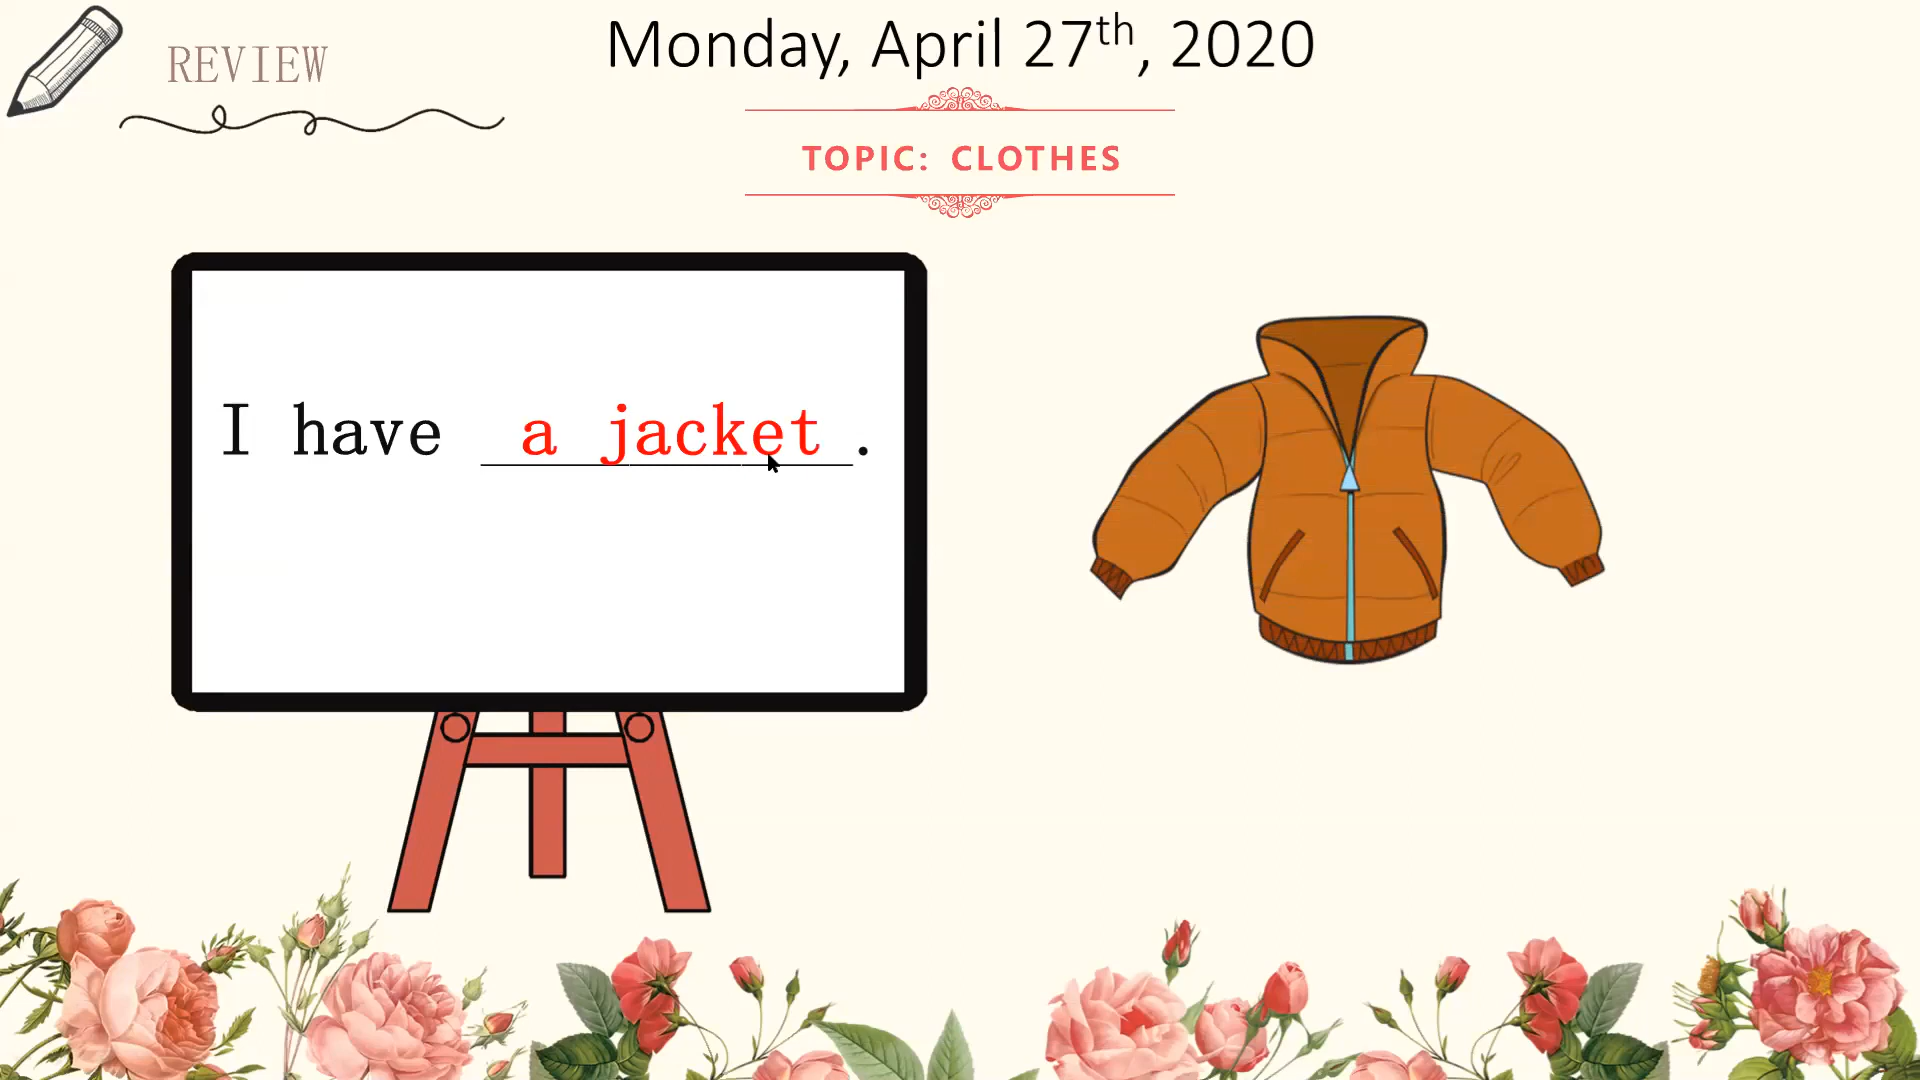 REVIEW
Monday, April 27th, 2020
TOPIC: CLOTHES
I have a jacket.